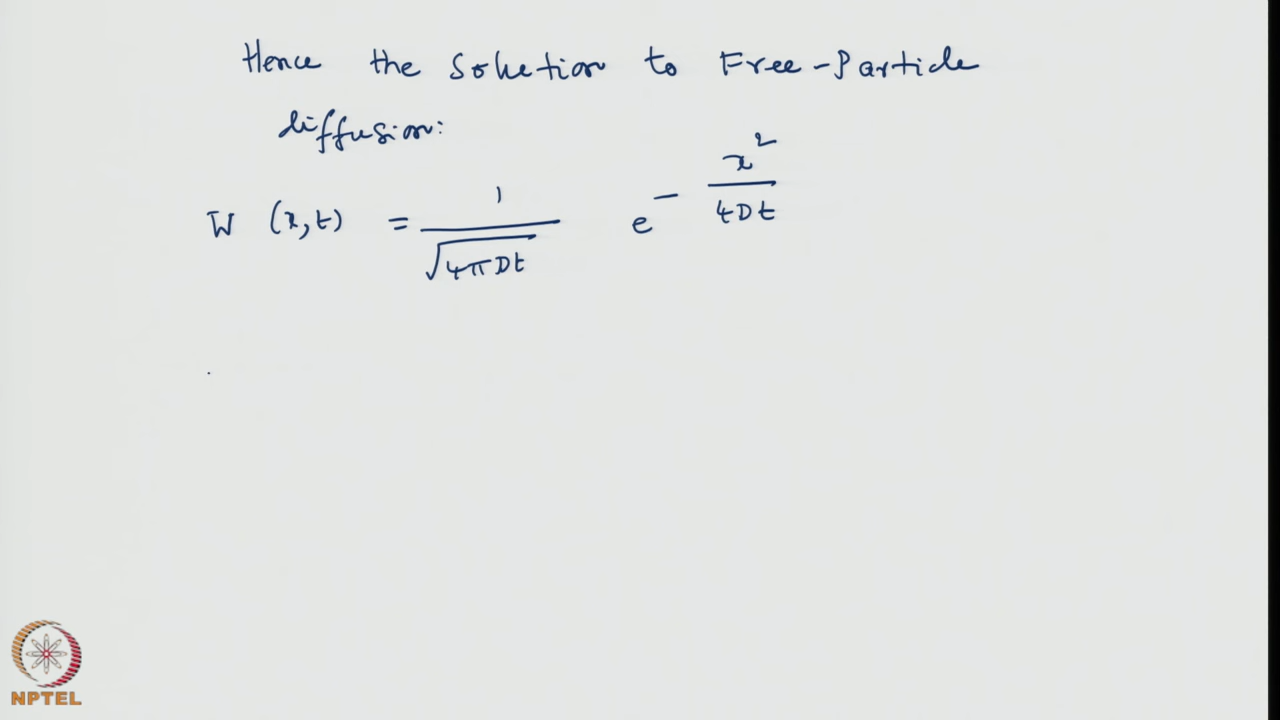 Hence the Solution to Free-Particle
diffusion:
W (x,t) = 1/√(4πDt) e^(-x²/4Dt)
NPTEL